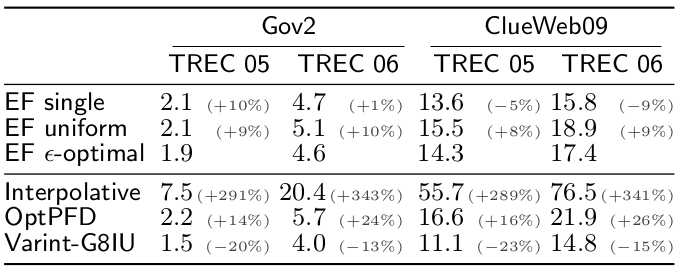 Gov2 ClueWeb09
TREC 05 TREC 06 TREC 05 TREC 06
EF single 2.1 (+10%) 4.7 (+1%) 13.6 (−5%) 15.8 (−9%)
EF uniform 2.1 (+9%) 5.1 (+10%) 15.5 (+8%) 18.9 (+9%)
EF ϵ-optimal 1.9 4.6 14.3 17.4
Interpolative 7.5 (+291%) 20.4 (+343%) 55.7 (+289%) 76.5 (+341%)
OptPFD 2.2 (+14%) 5.7 (+24%) 16.6 (+16%) 21.9 (+26%)
Varint-G8IU 1.5 (−20%) 4.0 (−13%) 11.1 (−23%) 14.8 (−15%)